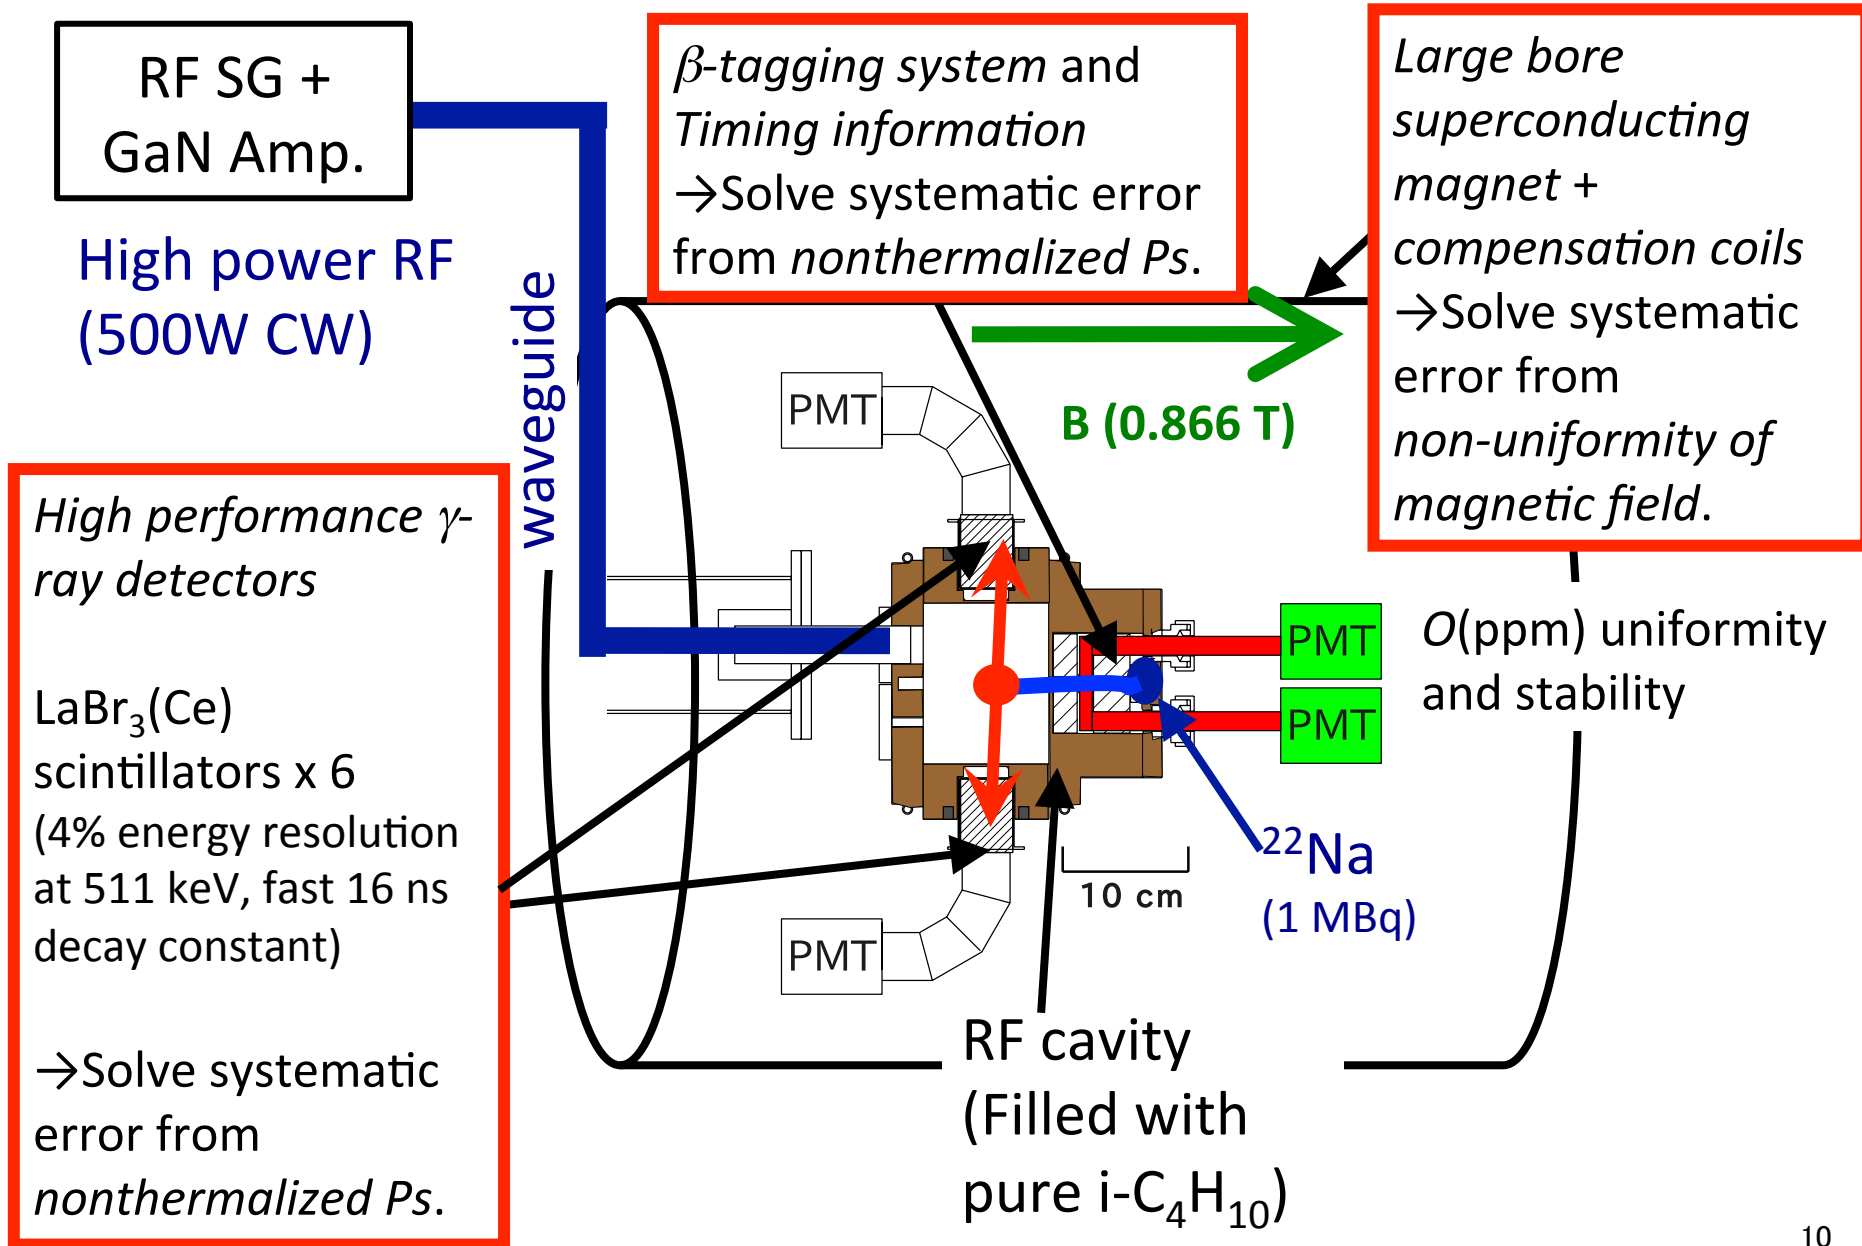 RF SG +
GaN Amp.
High power RF
(500W CW)
waveguide
β-tagging system and
Timing information
→Solve systematic error
from nonthermalized Ps.
Large bore
superconducting
magnet +
compensation coils
→Solve systematic
error from
non-uniformity of
magnetic field.
B (0.866 T)
PMT
High performance γ-
ray detectors
LaBr3(Ce)
scintillators x 6
(4% energy resolution
at 511 keV, fast 16 ns
decay constant)
→Solve systematic
error from
nonthermalized Ps.
PMT
PMT
O(ppm) uniformity
and stability
22Na
(1 MBq)
10 cm
PMT
RF cavity
(Filled with
pure i-C4H10)
10